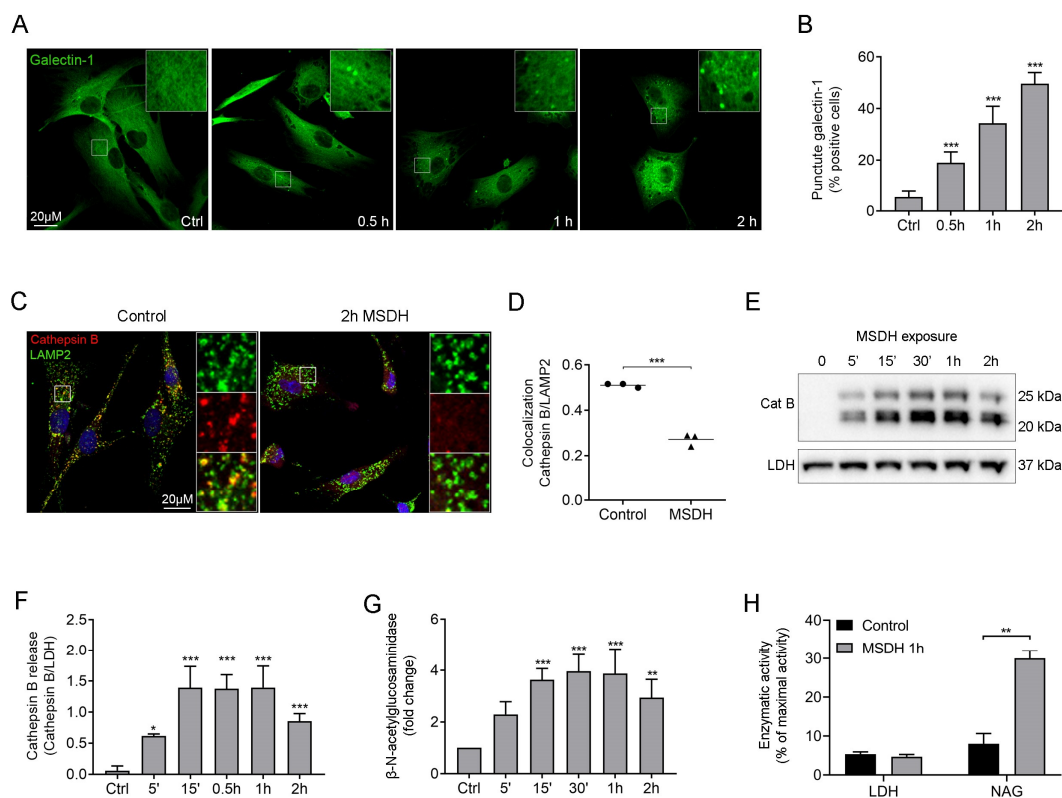 A
Galectin-1
20µM
Ctrl
0.5 h
1 h
2 h
B
Punctute galectin-1
(% positive cells)
60
40
20
0
***
***
***
Ctrl
0.5h
1h
2h
C
Control
2h MSDH
Cathepsin B
LAMP2
20µM
D
Colocalization
Cathepsin B/LAMP2
0.6
0.4
0.2
0.0
***
Control
MSDH
E
MSDH exposure
0 5' 15' 30' 1h 2h
Cat B
25 kDa
20 kDa
LDH
37 kDa
F
Cathepsin B release
(Cathepsin B/LDH)
2.5
2.0
1.5
1.0
0.5
0.0
*
***
***
***
***
Ctrl 5' 15' 0.5h 1h 2h
G
β-N-acetylglucosaminidase
(fold change)
6
4
2
0
***
***
***
**
Ctrl 5' 15' 30' 1h 2h
H
Enzymatic activity
(% of maximal activity)
40
30
20
10
0
Control
MSDH 1h
**
LDH
NAG